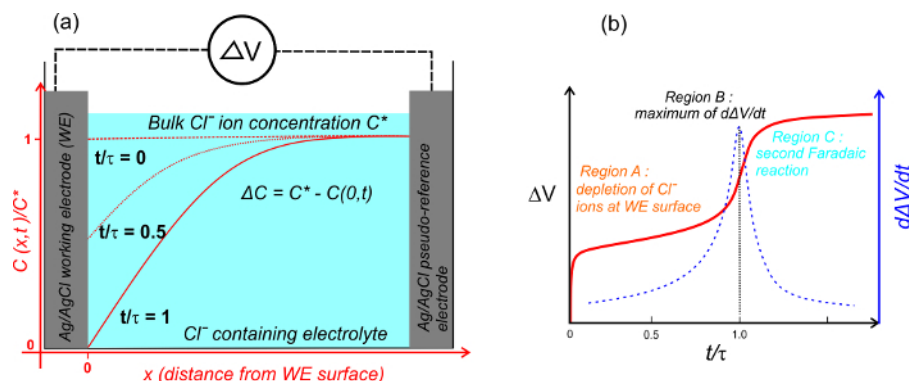 (a)
ΔV
Ag/AgCl working electrode (WE)
Bulk Cl⁻ ion concentration C*
t/τ = 0
ΔC = C* - C(0,t)
t/τ = 0.5
t/τ = 1
Cl⁻ containing electrolyte
Ag/AgCl pseudo-reference
electrode
C (x,t)/C*
1
0
0
x (distance from WE surface)
(b)
Region B :
maximum of dΔV/dt
Region A :
depletion of Cl⁻
ions at WE surface
Region C :
second Faradaic
reaction
ΔV
dΔV/dt
0 0.5 1.0
t/τ